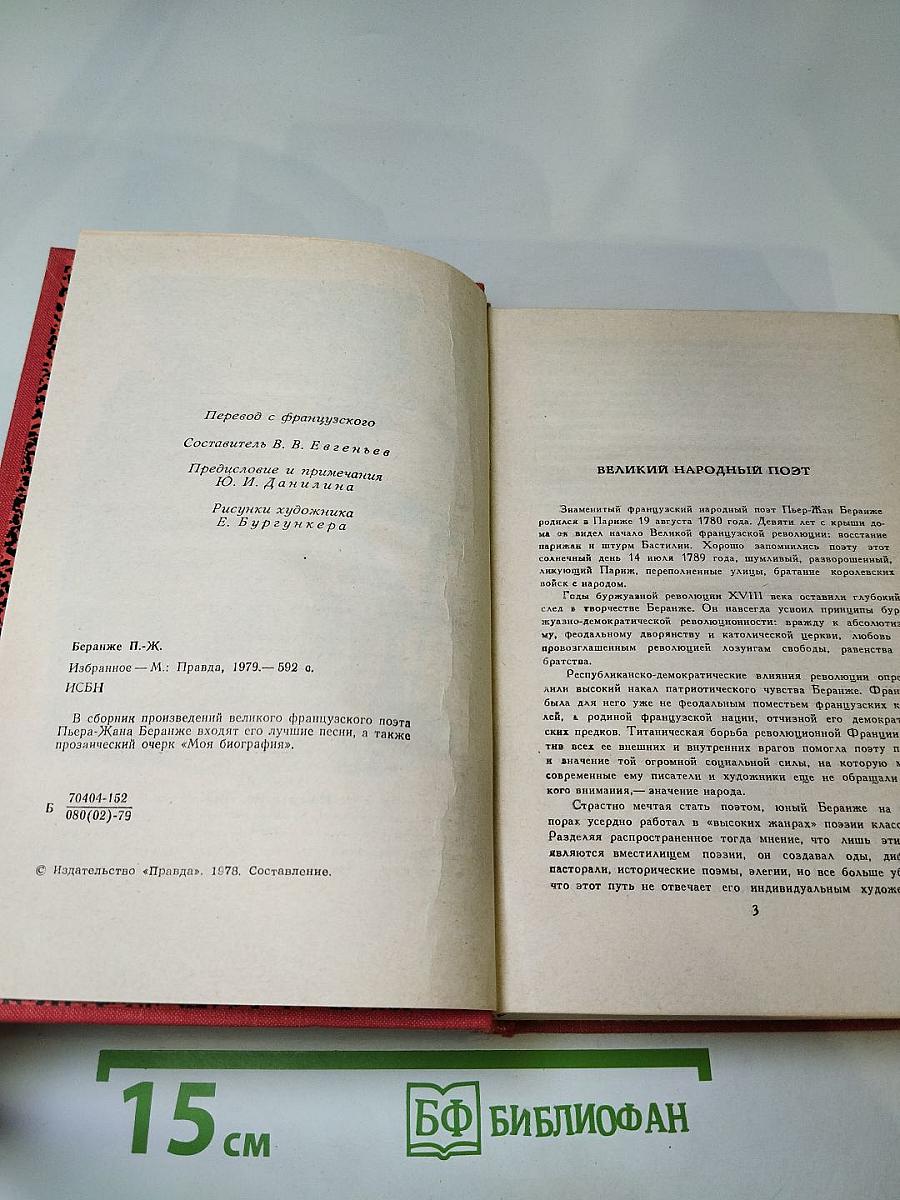 Перевод с французского
Составитель В. В. Евгеньев
Предисловие и примечания
Ю. И. Данилина
Рисунки художника
Е. Бургункера
Беранже П.-Ж.
Избранное — М.: Правда, 1979.— 592 с.
ИСБН
В сборник произведений великого французского поэта
Пьера-Жана Беранже входят его лучшие песни, а также
прозаический очерк «Моя биография».
Б 70404-152
080(02)-79
© Издательство «Правда». 1978. Составление.
ВЕЛИКИЙ НАРОДНЫЙ ПОЭТ
Знаменитый французский народный поэт Пьер-Жан Беранже
родился в Париже 19 августа 1780 года. Девяти лет с крыши до-
ма он видел начало Великой французской революции: восстание
парижан и штурм Бастилии. Хорошо запомнились поэту этот
солнечный день 14 июля 1789 года, шумливый, развороченный,
ликующий Париж, переполненные улицы, братание королевских
войск с народом.
Годы буржуазной революции XVIII века оставили глубокий
след в творчестве Беранже. Он навсегда усвоил принципы бур-
жуазно-демократической революционности: вражду к абсолютиз-
му, феодальному дворянству и католической церкви, любовь
провозглашенным революцией лозунгам свободы, равенства
братства.
Республиканско-демократические влияния революции опре
лили высокий накал патриотического чувства Беранже. Фран
была для него уже не феодальным поместьем французских к
лей, а родиной французской нации, отчизной его демократ
ских предков. Титаническая борьба революционной Франции
тив всех ее внешних и внутренних врагов помогла поэту п
и значение той огромной социальной силы, на которую м
современные ему писатели и художники еще не обращали
кого внимания,— значение народа.
Страстно мечтая стать поэтом, юный Беранже на
порах усердно работал в «высоких жанрах» поэзии класс
Разделяя распространенное тогда мнение, что лишь эти
являются вместилищем поэзии, он создавал оды, ди
пасторали, исторические поэмы, элегии, но все больше уб
что этот путь не отвечает его индивидуальным художе
3
15 см
БФ БИБЛИОФАН